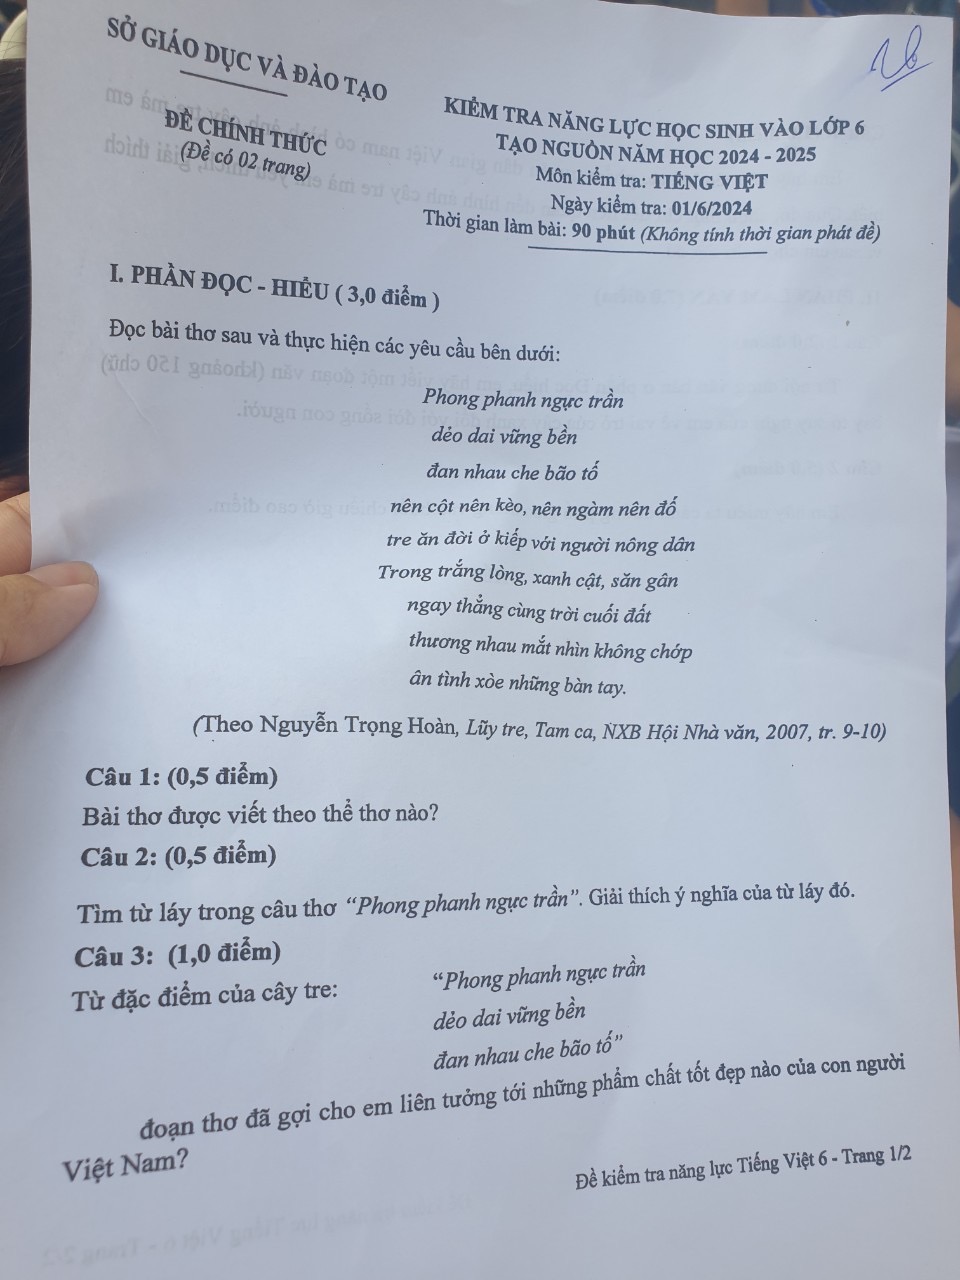 SỞ GIÁO DỤC VÀ ĐÀO TẠO
ĐỀ CHÍNH THỨC
(Đề có 02 trang)
KIỂM TRA NĂNG LỰC HỌC SINH VÀO LỚP 6
TẠO NGUỒN NĂM HỌC 2024 - 2025
Môn kiểm tra: TIẾNG VIỆT
Ngày kiểm tra: 01/6/2024
Thời gian làm bài: 90 phút (Không tính thời gian phát đề)
I. PHẦN ĐỌC - HIỂU ( 3,0 điểm )
Đọc bài thơ sau và thực hiện các yêu cầu bên dưới:
Phong phanh ngực trần
dẻo dai vững bền
đan nhau che bão tố
nên cột nên kèo, nên ngàm nên đố
tre ăn đời ở kiếp với người nông dân
Trong trắng lòng, xanh cật, săn gân
ngay thẳng cùng trời cuối đất
thương nhau mắt nhìn không chớp
ân tình xòe những bàn tay.
(Theo Nguyễn Trọng Hoàn, Lũy tre, Tam ca, NXB Hội Nhà văn, 2007, tr. 9-10)
Câu 1: (0,5 điểm)
Bài thơ được viết theo thể thơ nào?
Câu 2: (0,5 điểm)
Tìm từ láy trong câu thơ “Phong phanh ngực trần”. Giải thích ý nghĩa của từ láy đó.
Câu 3: (1,0 điểm)
Từ đặc điểm của cây tre:
“Phong phanh ngực trần
dẻo dai vững bền
đan nhau che bão tố”
đoạn thơ đã gợi cho em liên tưởng tới những phẩm chất tốt đẹp nào của con người
Việt Nam?
Đề kiểm tra năng lực Tiếng Việt 6 - Trang 1/2